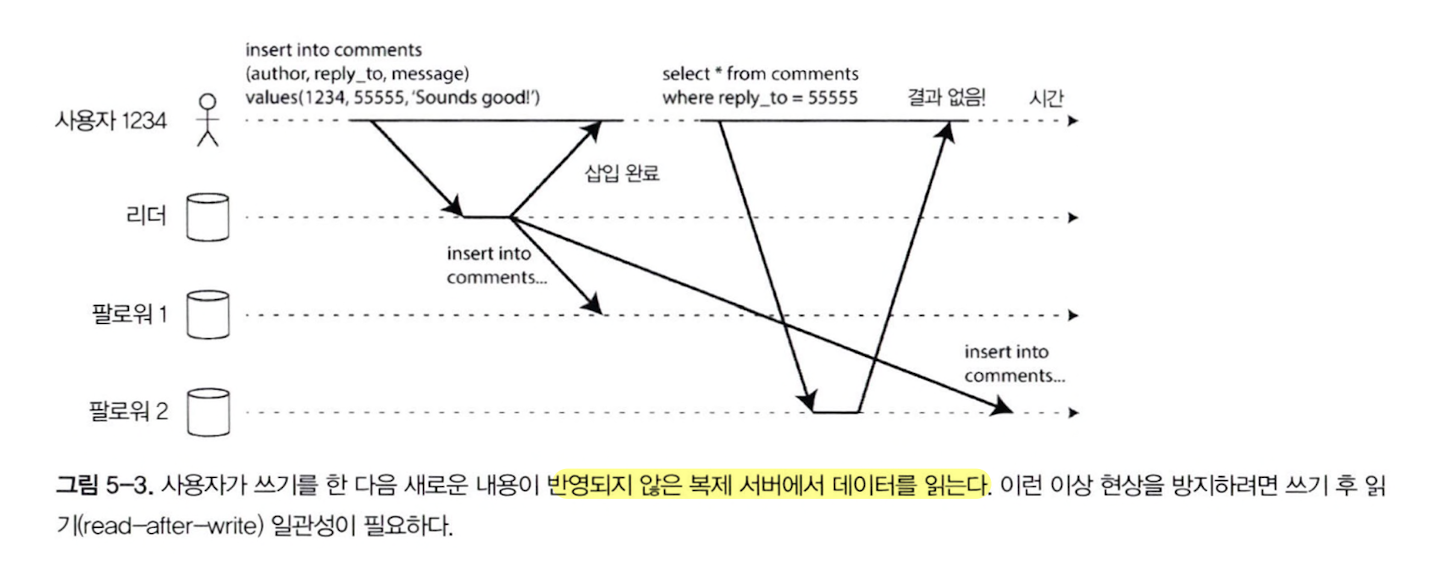 insert into comments
(author, reply_to, message)
values(1234, 55555, ‘Sounds good!’)
select * from comments
where reply_to = 55555
결과 없음!
시간
사용자 1234
삽입 완료
리더
insert into
comments...
팔로워 1
insert into
comments...
팔로워 2
그림 5-3. 사용자가 쓰기를 한 다음 새로운 내용이 반영되지 않은 복제 서버에서 데이터를 읽는다. 이런 이상 현상을 방지하려면 쓰기 후 읽
기(read-after-write) 일관성이 필요하다.